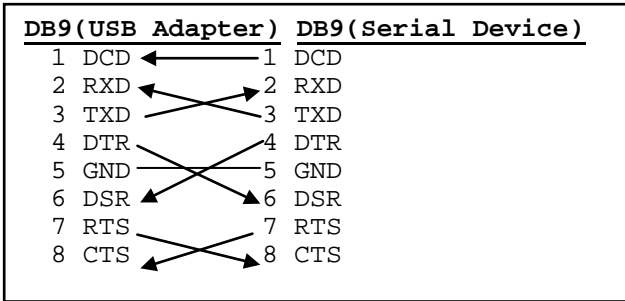 DB9(USB Adapter) DB9(Serial Device)
1 DCD 1 DCD
2 RXD 2 RXD
3 TXD 3 TXD
4 DTR 4 DTR
5 GND 5 GND
6 DSR 6 DSR
7 RTS 7 RTS
8 CTS 8 CTS